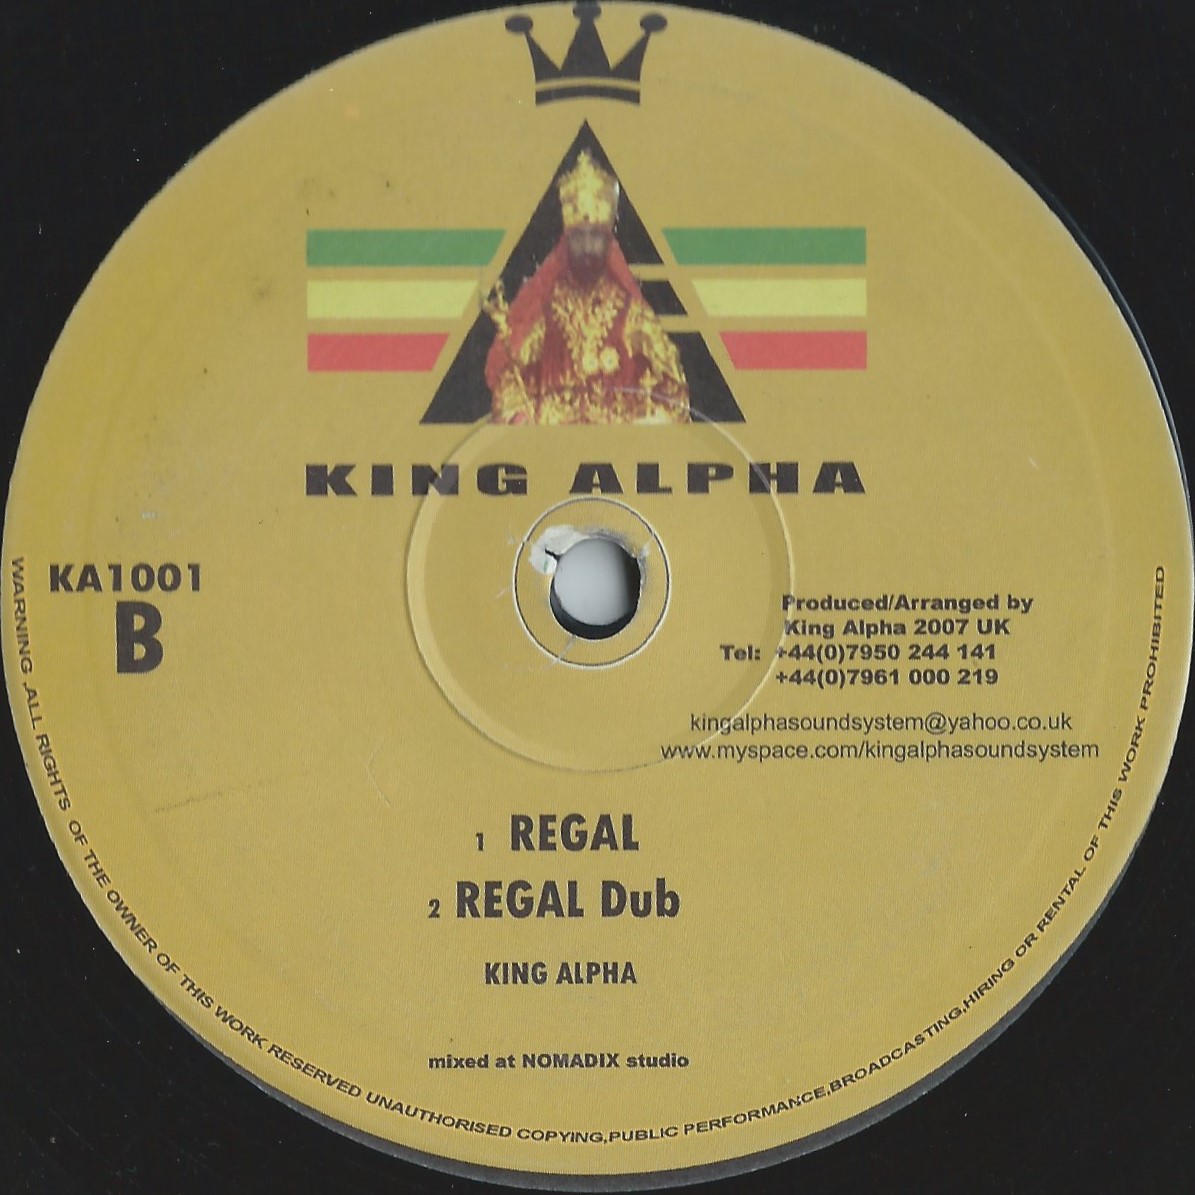 KING ALPHA
KA1001
B
Produced/Arranged by
King Alpha 2007 UK
Tel: +44(0)7950 244 141
+44(0)7961 000 219
kingalphasoundsystem@yahoo.co.uk
www.myspace.com/kingalphasoundsystem
1 REGAL
2 REGAL Dub
KING ALPHA
mixed at NOMADIX studio
WARNING ,ALL RIGHTS OF THE OWNER OF THIS WORK RESERVED UNAUTHORISED COPYING,PUBLIC PERFORMANCE,BROADCASTING,HIRING OR RENTAL OF THIS WORK PROHIBITED